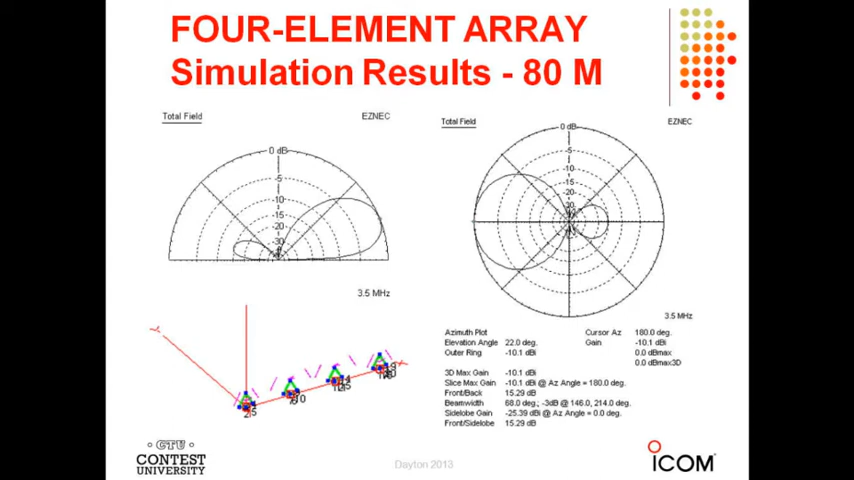 FOUR-ELEMENT ARRAY
Simulation Results - 80 M
Total Field
EZNEC
0 dB
-5
-10
-15
-20
-30
3.5 MHz
Total Field
EZNEC
0 dB
-5
-10
-15
-20
-30
3.5 MHz
Azimuth Plot
Elevation Angle 22.0 deg.
Outer Ring -10.1 dBi
Cursor Az 180.0 deg.
Gain -10.1 dBi
0.0 dBmax
0.0 dBmax3D
3D Max Gain -10.1 dBi
Slice Max Gain -10.1 dBi @ Az Angle = 180.0 deg.
Front/Back 15.29 dB
Beamwidth 68.0 deg.; -3dB @ 146.0, 214.0 deg.
Sidelobe Gain -25.39 dBi @ Az Angle = 0.0 deg.
Front/Sidelobe 15.29 dB
CTU
CONTEST
UNIVERSITY
Dayton 2013
ICOM